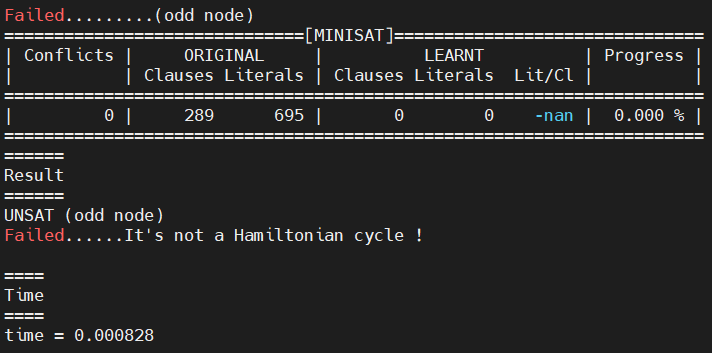 Failed.........(odd node)
==============================[MINISAT]===============================
| Conflicts |     ORIGINAL     |          LEARNT          | Progress |
|           | Clauses Literals | Clauses Literals  Lit/Cl |          |
======================================================================
|         0 |     289      695 |       0        0    -nan |  0.000 % |
======================================================================
======
Result
======
UNSAT (odd node)
Failed......It's not a Hamiltonian cycle !
====
Time
====
time = 0.000828